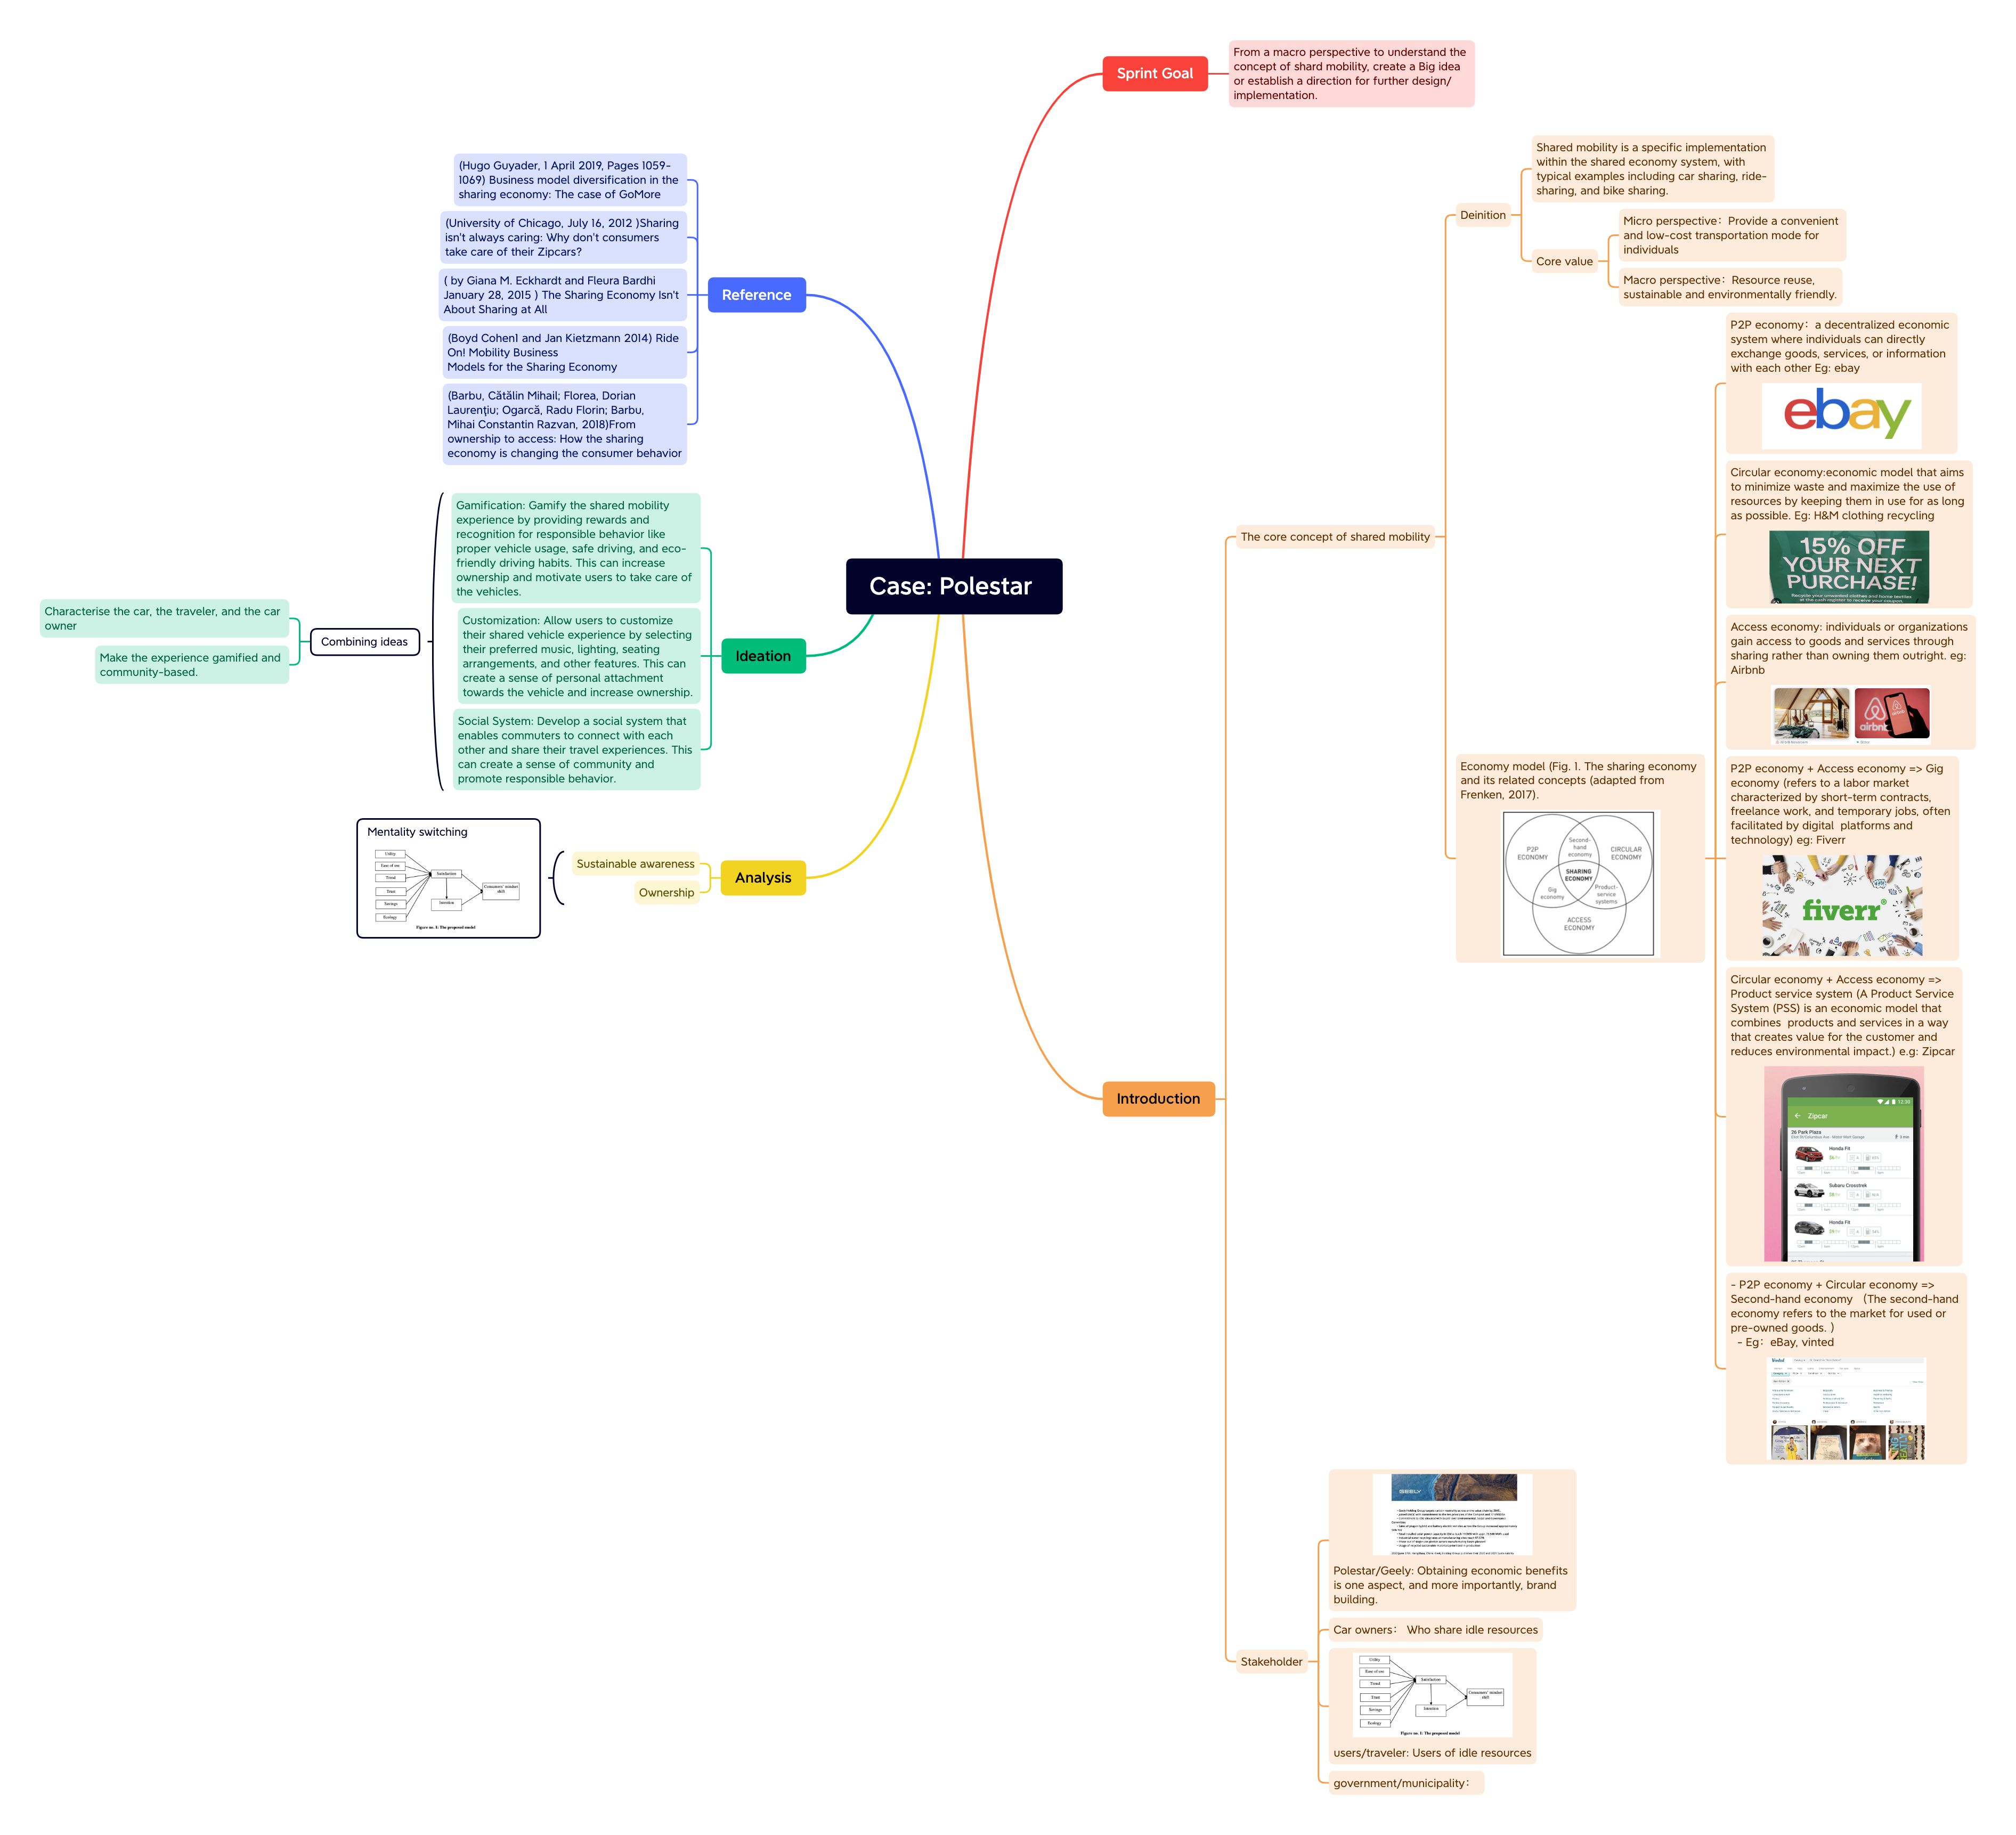 Case: Polestar
Sprint Goal
From a macro perspective to understand the
concept of shard mobility, create a Big idea
or establish a direction for further design/
implementation.
Introduction
The core concept of shared mobility
Deinition
Shared mobility is a specific implementation
within the shared economy system, with
typical examples including car sharing, ride-
sharing, and bike sharing.
Core value
Micro perspective：Provide a convenient
and low-cost transportation mode for
individuals
Macro perspective：Resource reuse,
sustainable and environmentally friendly.
Economy model (Fig. 1. The sharing economy
and its related concepts (adapted from
Frenken, 2017).
P2P
ECONOMY
Second-
hand
economy
CIRCULAR
ECONOMY
SHARING
ECONOMY
Gig
economy
Product-
service
systems
ACCESS
ECONOMY
P2P economy：a decentralized economic
system where individuals can directly
exchange goods, services, or information
with each other Eg: ebay
ebay
Circular economy:economic model that aims
to minimize waste and maximize the use of
resources by keeping them in use for as long
as possible. Eg: H&M clothing recycling
15% OFF
YOUR NEXT
PURCHASE!
Recycle your unwanted clothes and home textiles
at the cash register to receive your coupon.
Access economy: individuals or organizations
gain access to goods and services through
sharing rather than owning them outright. eg:
Airbnb
airbnb
P2P economy + Access economy => Gig
economy (refers to a labor market
characterized by short-term contracts,
freelance work, and temporary jobs, often
facilitated by digital  platforms and
technology) eg: Fiverr
fiverr®
Circular economy + Access economy =>
Product service system (A Product Service
System (PSS) is an economic model that
combines  products and services in a way
that creates value for the customer and
reduces environmental impact.) e.g: Zipcar
12:30
Zipcar
26 Park Plaza
Honda Fit
Subaru Crosstrek
Honda Fit
- P2P economy + Circular economy =>
Second-hand economy （The second-hand
economy refers to the market for used or
pre-owned goods. )
- Eg：eBay, vinted
Vinted
Stakeholder
GEELY
Polestar/Geely: Obtaining economic benefits
is one aspect, and more importantly, brand
building.
Car owners： Who share idle resources
Utility
Ease of use
Trend
Trust
Savings
Ecology
Satisfaction
Intention
Consumers' mindset
shift
Figure no. 1: The proposed model
users/traveler: Users of idle resources
government/municipality：
Reference
(Hugo Guyader, 1 April 2019, Pages 1059-
1069) Business model diversification in the
sharing economy: The case of GoMore
(University of Chicago, July 16, 2012 )Sharing
isn't always caring: Why don't consumers
take care of their Zipcars?
( by Giana M. Eckhardt and Fleura Bardhi
January 28, 2015 ) The Sharing Economy Isn't
About Sharing at All
(Boyd Cohen1 and Jan Kietzmann 2014) Ride
On! Mobility Business
Models for the Sharing Economy
(Barbu, Cătălin Mihail; Florea, Dorian
Laurenţiu; Ogarcă, Radu Florin; Barbu,
Mihai Constantin Razvan, 2018)From
ownership to access: How the sharing
economy is changing the consumer behavior
Ideation
Gamification: Gamify the shared mobility
experience by providing rewards and
recognition for responsible behavior like
proper vehicle usage, safe driving, and eco-
friendly driving habits. This can increase
ownership and motivate users to take care of
the vehicles.
Customization: Allow users to customize
their shared vehicle experience by selecting
their preferred music, lighting, seating
arrangements, and other features. This can
create a sense of personal attachment
towards the vehicle and increase ownership.
Social System: Develop a social system that
enables commuters to connect with each
other and share their travel experiences. This
can create a sense of community and
promote responsible behavior.
Combining ideas
Characterise the car, the traveler, and the car
owner
Make the experience gamified and
community-based.
Analysis
Sustainable awareness
Ownership
Mentality switching
Utility
Ease of use
Trend
Trust
Savings
Ecology
Satisfaction
Intention
Consumers' mindset
shift
Figure no. 1: The proposed model